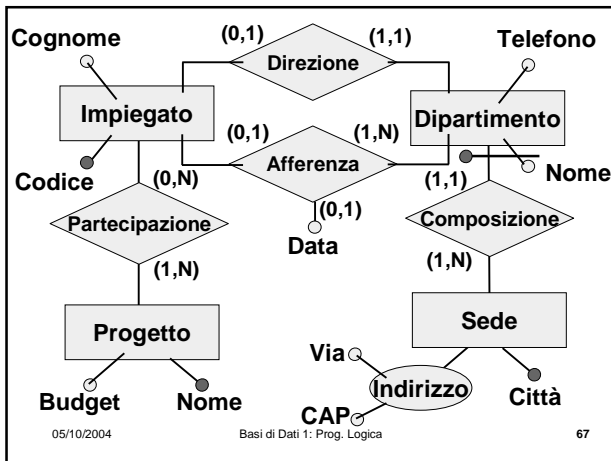 Cognome
(0,1)
(1,1)
Telefono
Direzione
Impiegato
Dipartimento
(0,1)
(1,N)
Afferenza
Codice
(0,N)
(0,1)
(1,1)
Nome
Partecipazione
Data
Composizione
(1,N)
(1,N)
Progetto
Sede
Via
Indirizzo
Budget
Nome
CAP
Città
05/10/2004
Basi di Dati 1: Prog. Logica
67